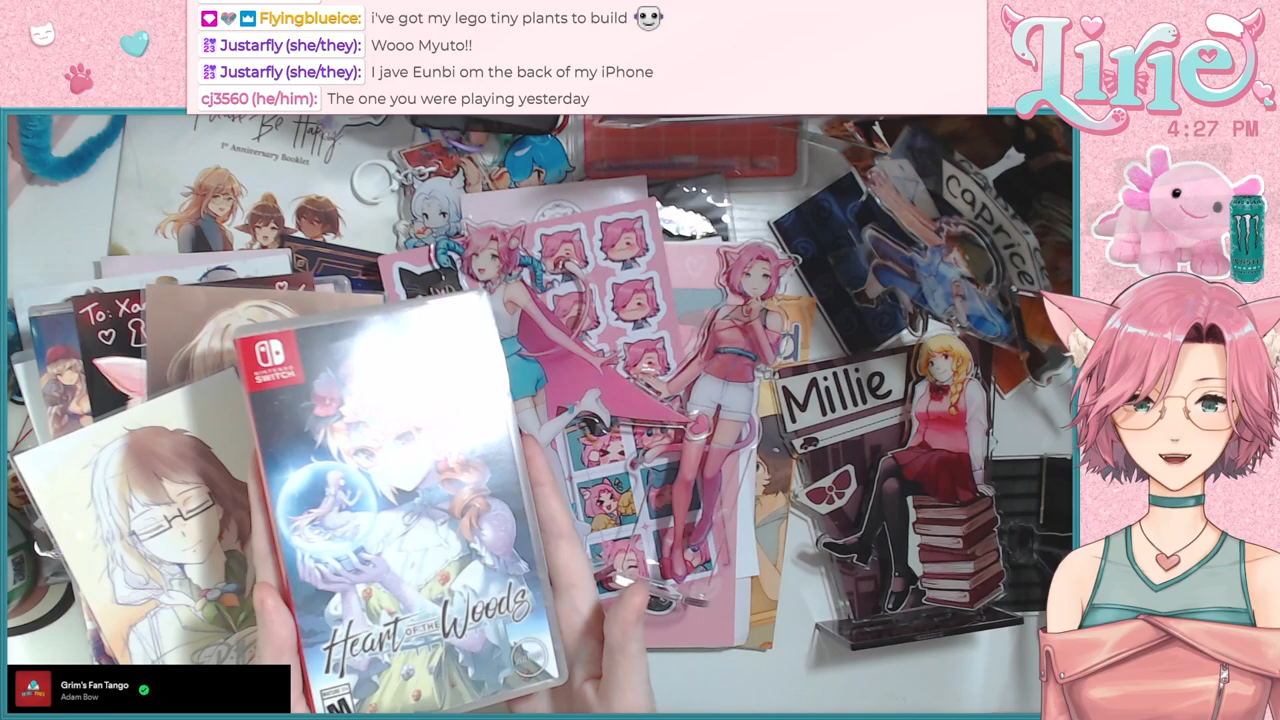 Flyingblueice: i've got my lego tiny plants to build
Justarfly (she/they): Wooo Myuto!!
Justarfly (she/they): I jave Eunbi om the back of my iPhone
cj3560 (he/him): The one you were playing yesterday
Lirie
4:27 PM
Please Be Happy
1st Anniversary Booklet
caprice
To: Xa
NINTENDO
SWITCH
Millie
HEART OF THE WOODS
M
Grim's Fan Tango
Adam Bow